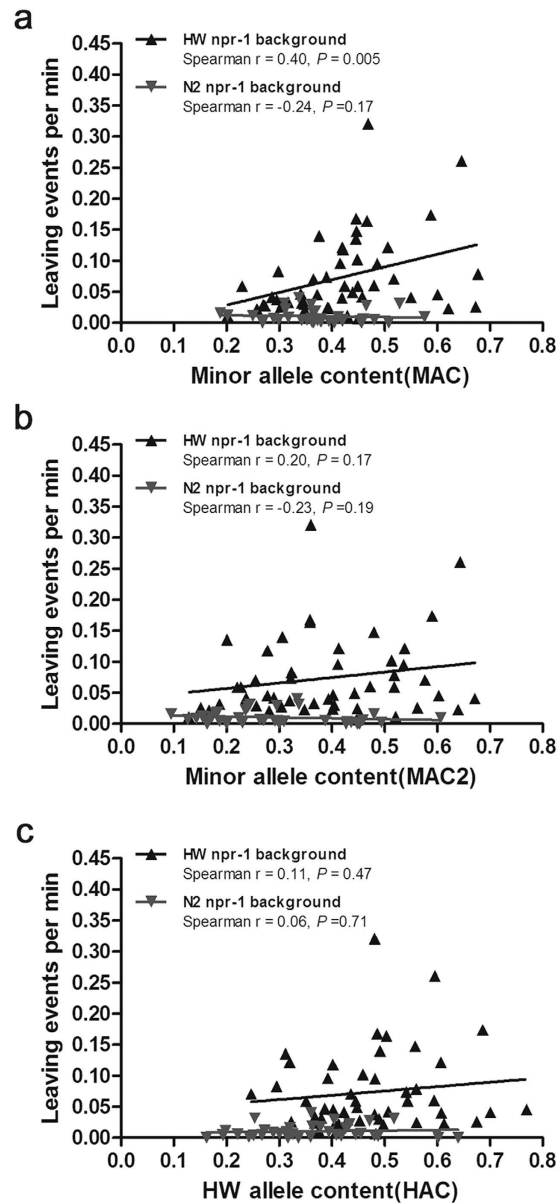 a
HW npr-1 background
Spearman r = 0.40, P = 0.005
N2 npr-1 background
Spearman r = -0.24, P =0.17
Leaving events per min
0.45
0.40
0.35
0.30
0.25
0.20
0.15
0.10
0.05
0.00
0.0 0.1 0.2 0.3 0.4 0.5 0.6 0.7 0.8
Minor allele content(MAC)
b
HW npr-1 background
Spearman r = 0.20, P = 0.17
N2 npr-1 background
Spearman r = -0.23, P =0.19
Leaving events per min
0.45
0.40
0.35
0.30
0.25
0.20
0.15
0.10
0.05
0.00
0.0 0.1 0.2 0.3 0.4 0.5 0.6 0.7 0.8
Minor allele content(MAC2)
c
HW npr-1 background
Spearman r = 0.11, P = 0.47
N2 npr-1 background
Spearman r = 0.06, P =0.71
Leaving events per min
0.45
0.40
0.35
0.30
0.25
0.20
0.15
0.10
0.05
0.00
0.0 0.1 0.2 0.3 0.4 0.5 0.6 0.7 0.8
HW allele content(HAC)